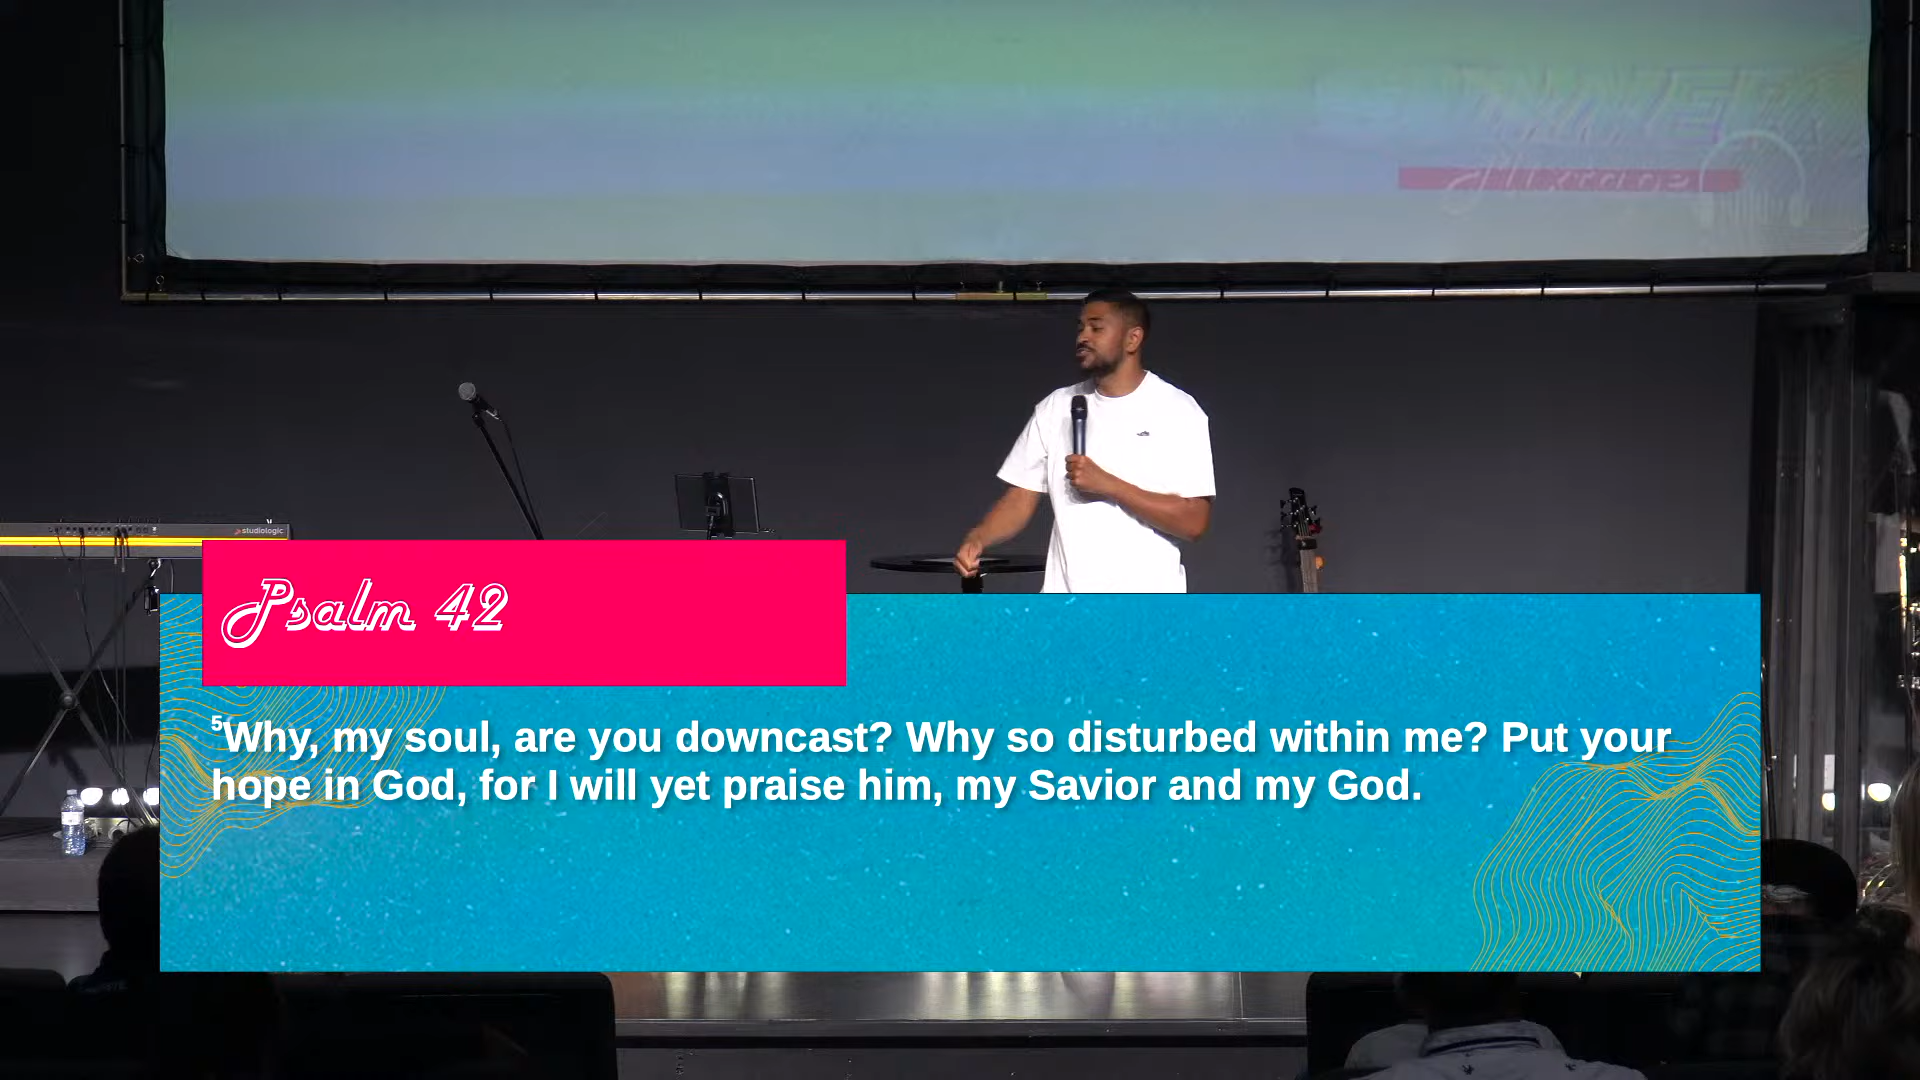 studiologic
Psalm 42
5Why, my soul, are you downcast? Why so disturbed within me? Put your
hope in God, for I will yet praise him, my Savior and my God.